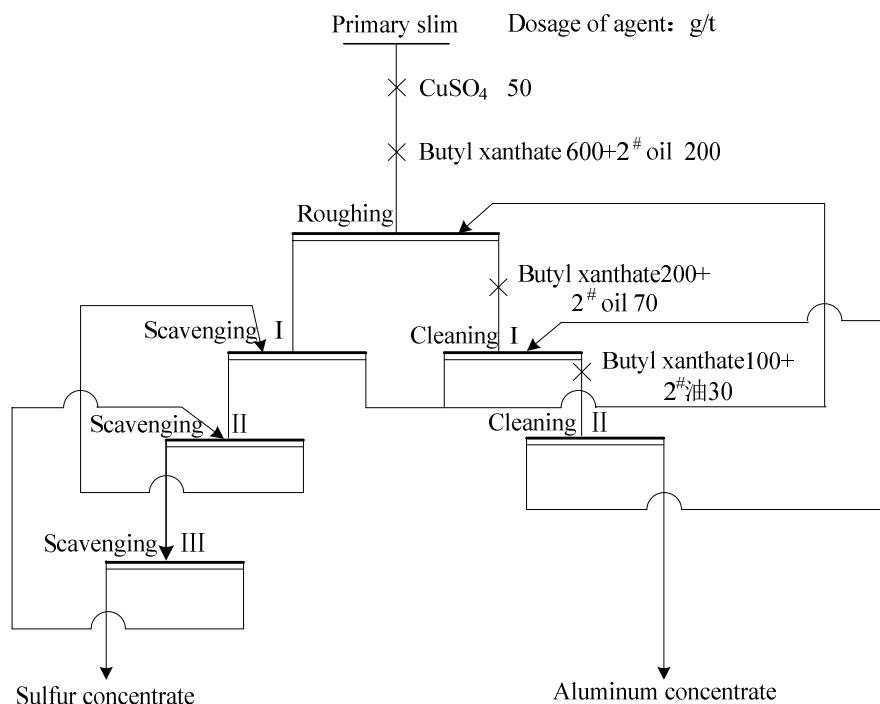 Primary slim Dosage of agent：g/t
CuSO₄ 50
Butyl xanthate 600+2# oil 200
Roughing
Butyl xanthate200+
2# oil 70
Scavenging I
Cleaning I
Butyl xanthate100+
2#油30
Scavenging II
Cleaning II
Scavenging III
Sulfur concentrate
Aluminum concentrate